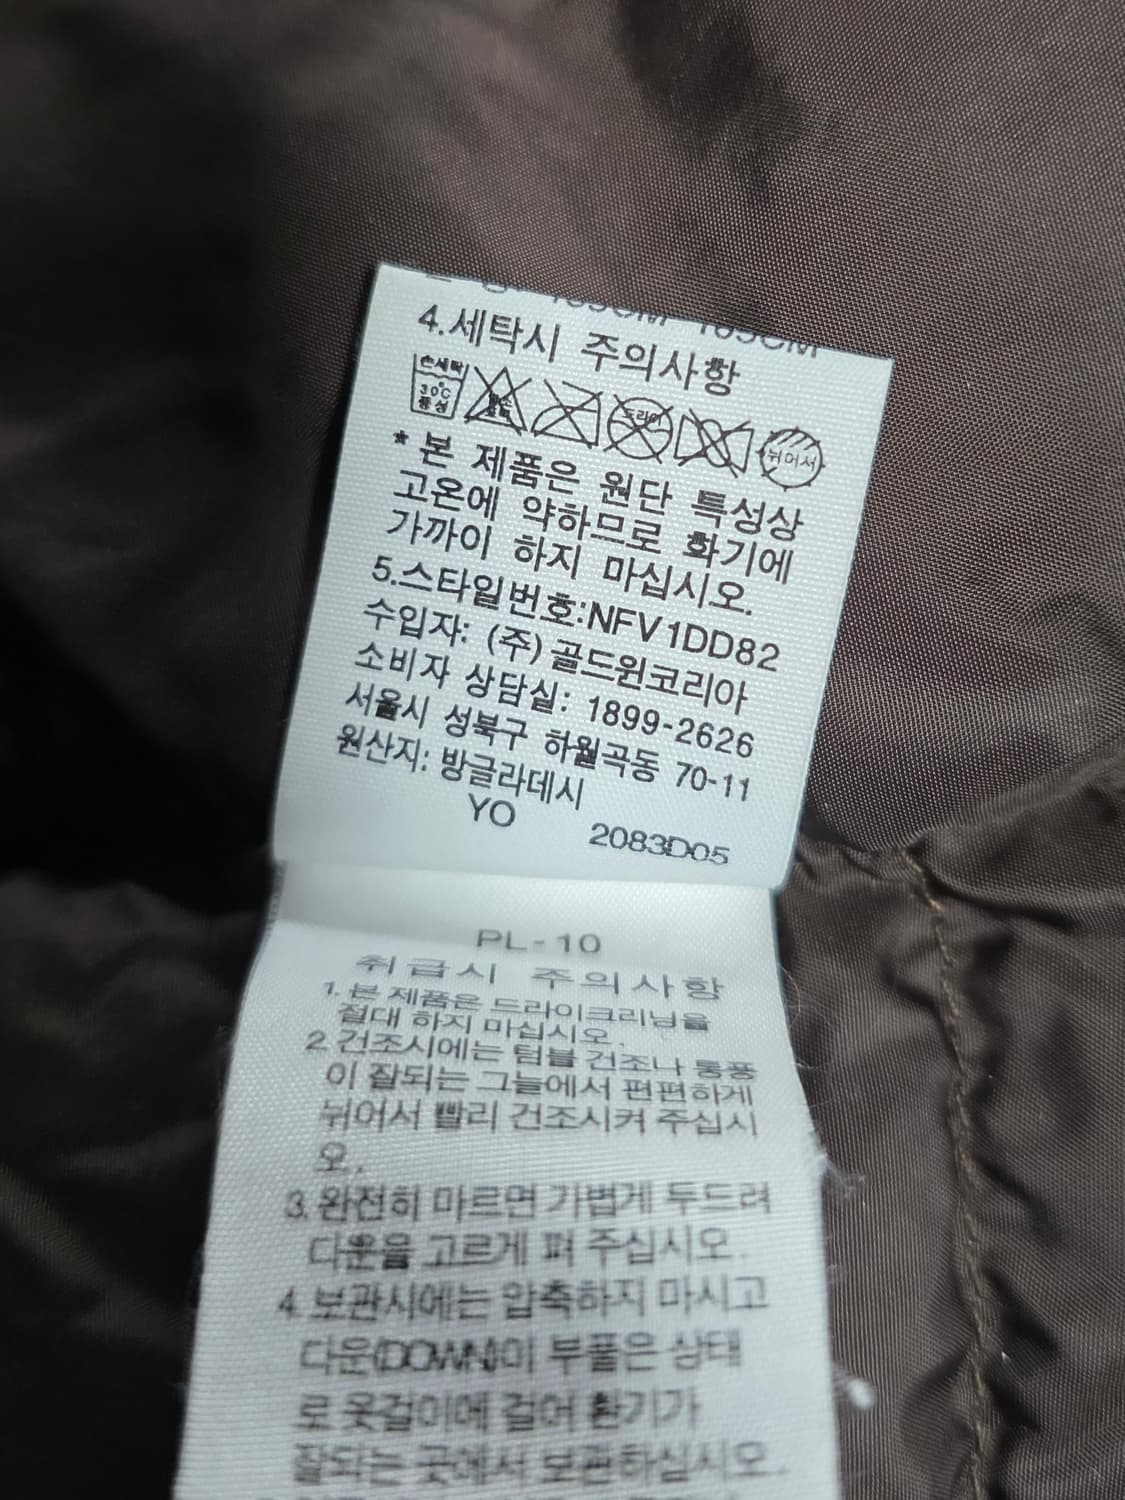 4.세탁시 주의사항
손세탁
30℃
중성
드라이
뉘어서
* 본 제품은 원단 특성상
고온에 약하므로 화기에
가까이 하지 마십시오.
5.스타일번호:NFV1DD82
수입자: (주)골드윈코리아
소비자 상담실: 1899-2626
서울시 성북구 하월곡동 70-11
원산지: 방글라데시
YO
2083D05
PL-10
취급시 주의사항
1. 본 제품은 드라이크리닝을
절대 하지 마십시오.
2. 건조시에는 텀블 건조나 통풍
이 잘되는 그늘에서 편편하게
뉘어서 빨리 건조시켜 주십시
오.
3. 완전히 마르면 가볍게 두드려
다운을 고르게 펴 주십시오.
4. 보관시에는 압축하지 마시고
다운(DOWN)이 부풀은 상태
로 옷걸이에 걸어 환기가
잘되는 곳에서 보관하십시오.